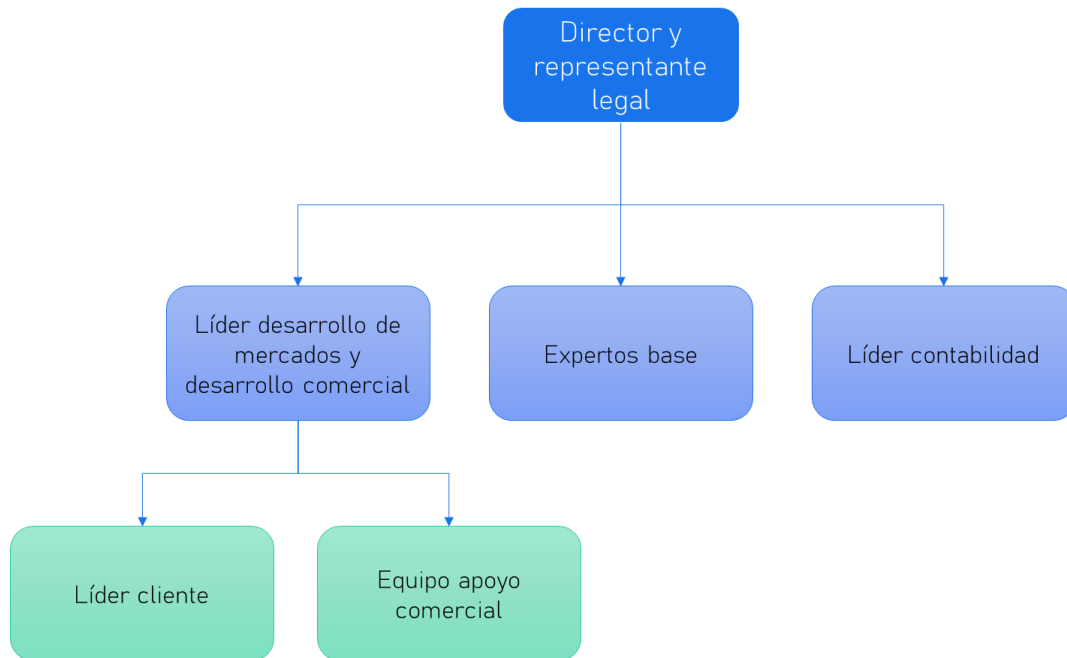 Director y
representante
legal
Líder desarrollo de
mercados y
desarrollo comercial
Expertos base
Líder contabilidad
Líder cliente
Equipo apoyo
comercial